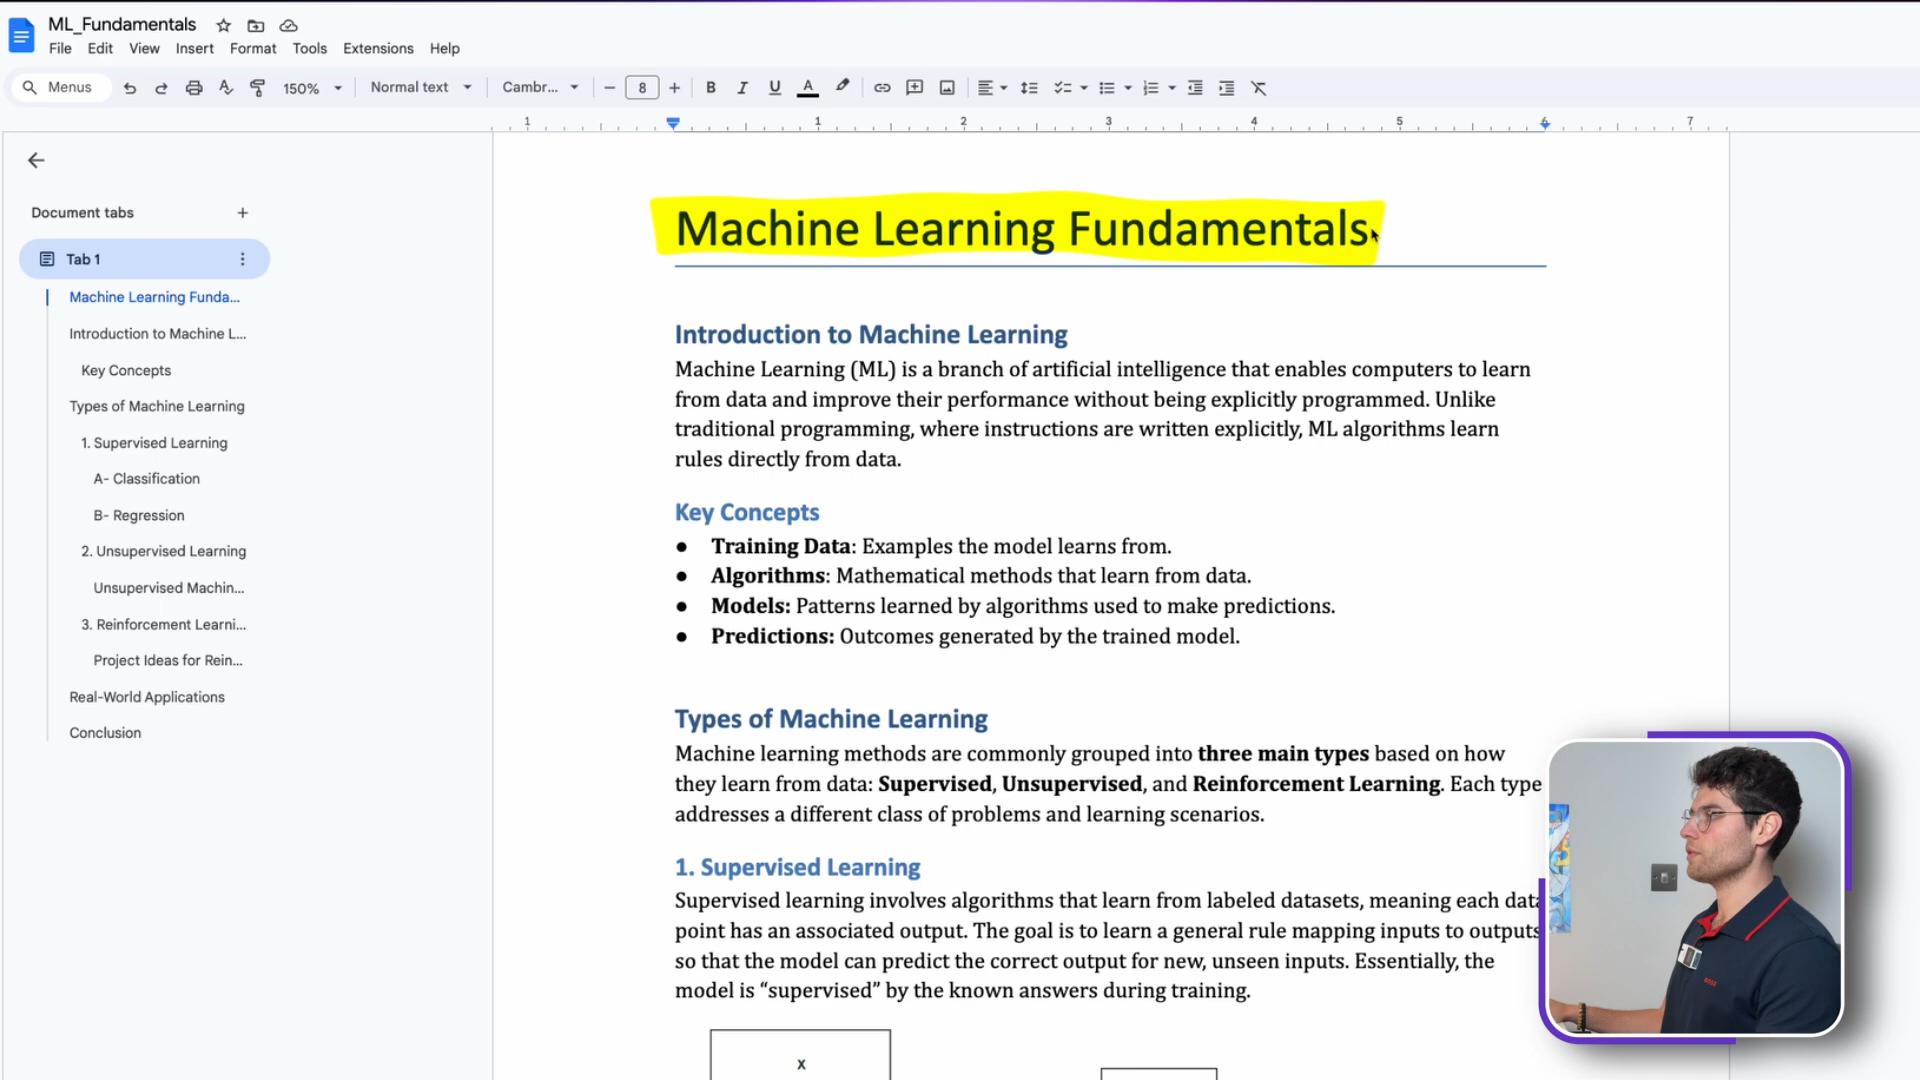 ML_Fundamentals
File Edit View Insert Format Tools Extensions Help
Menus 150% Normal text Cambr... 8 B I U A
1 1 2 3 4 5 6 7
Document tabs
Tab 1
Machine Learning Funda...
Introduction to Machine L...
Key Concepts
Types of Machine Learning
1. Supervised Learning
A- Classification
B- Regression
2. Unsupervised Learning
Unsupervised Machin...
3. Reinforcement Learni...
Project Ideas for Rein...
Real-World Applications
Conclusion
Machine Learning Fundamentals
Introduction to Machine Learning
Machine Learning (ML) is a branch of artificial intelligence that enables computers to learn
from data and improve their performance without being explicitly programmed. Unlike
traditional programming, where instructions are written explicitly, ML algorithms learn
rules directly from data.
Key Concepts
● Training Data: Examples the model learns from.
● Algorithms: Mathematical methods that learn from data.
● Models: Patterns learned by algorithms used to make predictions.
● Predictions: Outcomes generated by the trained model.
Types of Machine Learning
Machine learning methods are commonly grouped into three main types based on how
they learn from data: Supervised, Unsupervised, and Reinforcement Learning. Each type
addresses a different class of problems and learning scenarios.
1. Supervised Learning
Supervised learning involves algorithms that learn from labeled datasets, meaning each data
point has an associated output. The goal is to learn a general rule mapping inputs to outputs
so that the model can predict the correct output for new, unseen inputs. Essentially, the
model is “supervised” by the known answers during training.
x
BOSS